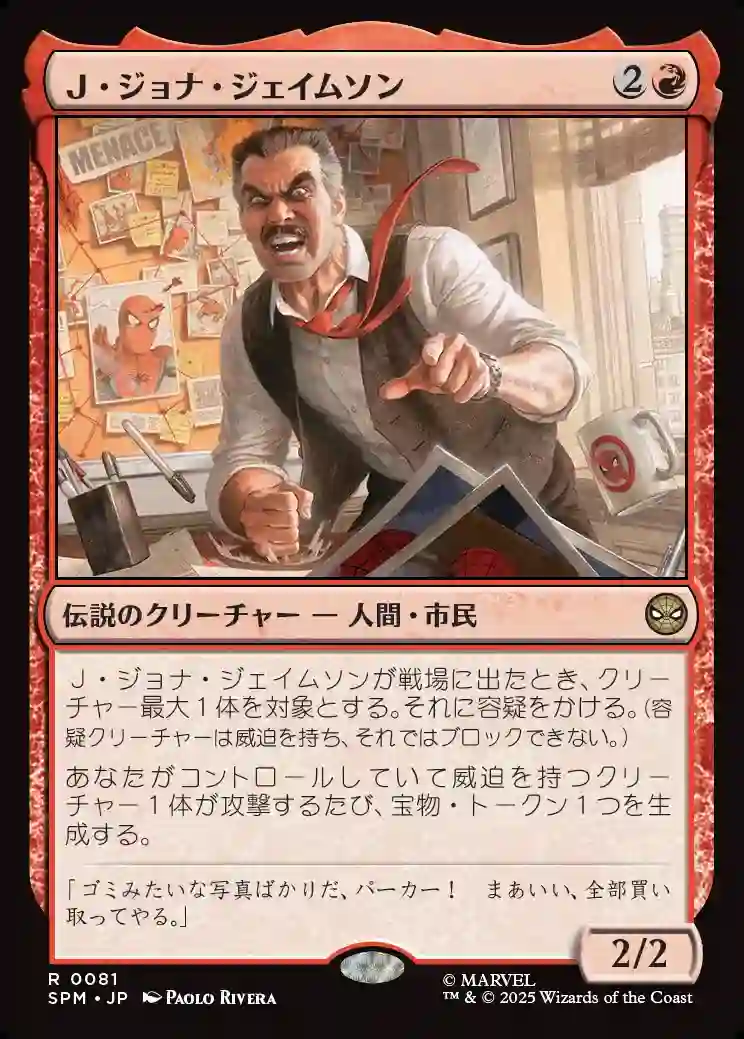 J・ジョナ・ジェイムソン
2
MENACE
伝説のクリーチャー — 人間・市民
J・ジョナ・ジェイムソンが戦場に出たとき、クリー
チャー最大1体を対象とする。それに容疑をかける。(容
疑クリーチャーは威迫を持ち、それではブロックできない。)
あなたがコントロールしていて威迫を持つクリー
チャー1体が攻撃するたび、宝物・トークン1つを生
成する。
「ゴミみたいな写真ばかりだ、パーカー! まあいい、全部買い
取ってやる。」
2/2
R 0081
SPM・JP Paolo Rivera
© MARVEL
™ & © 2025 Wizards of the Coast